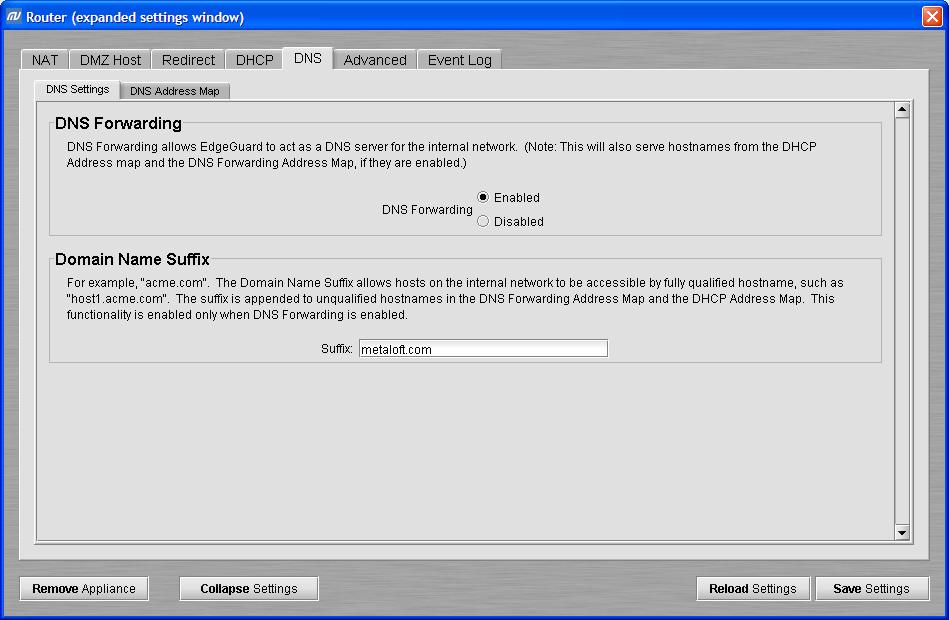 Router (expanded settings window)
NAT DMZ Host Redirect DHCP DNS Advanced Event Log
DNS Settings DNS Address Map
DNS Forwarding
DNS Forwarding allows EdgeGuard to act as a DNS server for the internal network. (Note: This will also serve hostnames from the DHCP
Address map and the DNS Forwarding Address Map, if they are enabled.)
Enabled
DNS Forwarding
Disabled
Domain Name Suffix
For example, "acme.com". The Domain Name Suffix allows hosts on the internal network to be accessible by fully qualified hostname, such as
"host1.acme.com". The suffix is appended to unqualified hostnames in the DNS Forwarding Address Map and the DHCP Address Map. This
functionality is enabled only when DNS Forwarding is enabled.
Suffix: metaloft.com
Remove Appliance Collapse Settings Reload Settings Save Settings